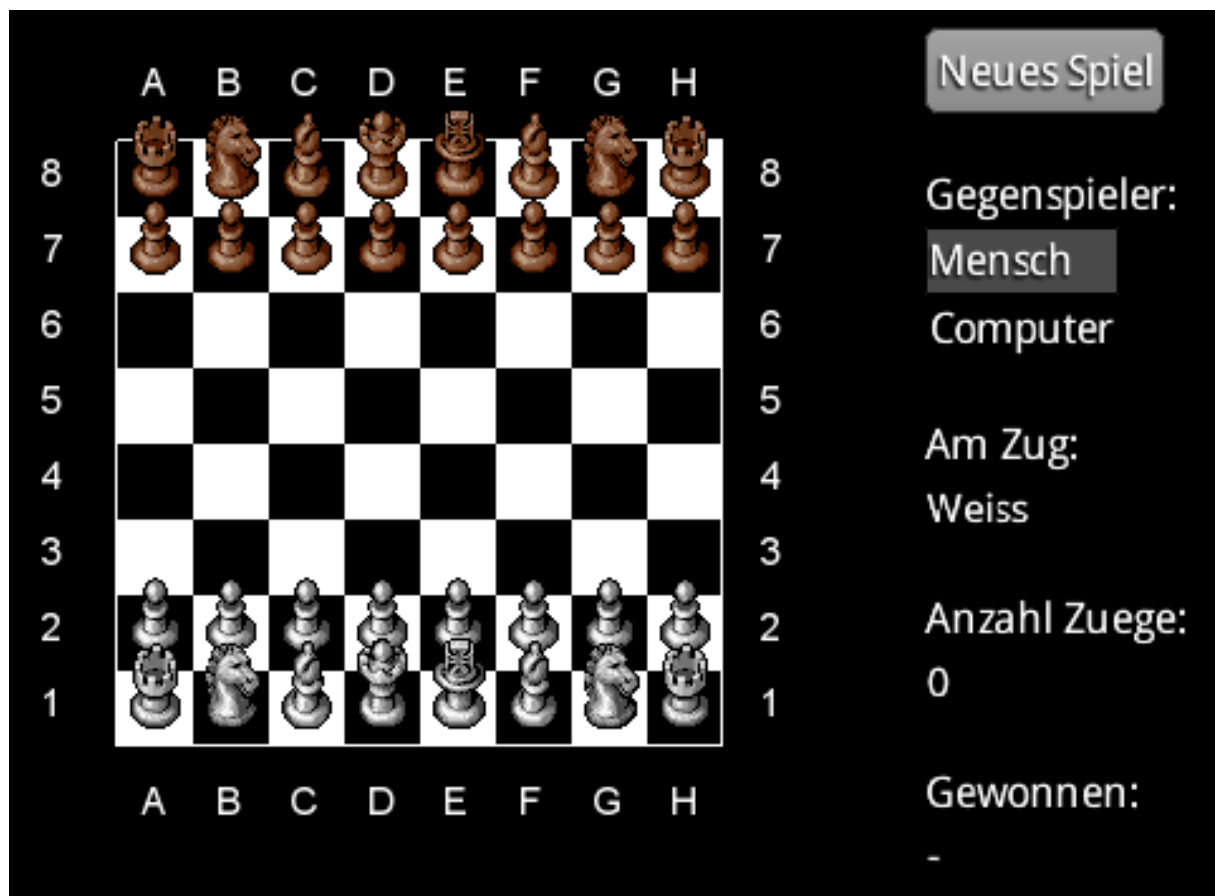 A B C D E F G H
8 8
7 7
6 6
5 5
4 4
3 3
2 2
1 1
A B C D E F G H
Neues Spiel
Gegenspieler:
Mensch
Computer
Am Zug:
Weiss
Anzahl Zuege:
0
Gewonnen:
-